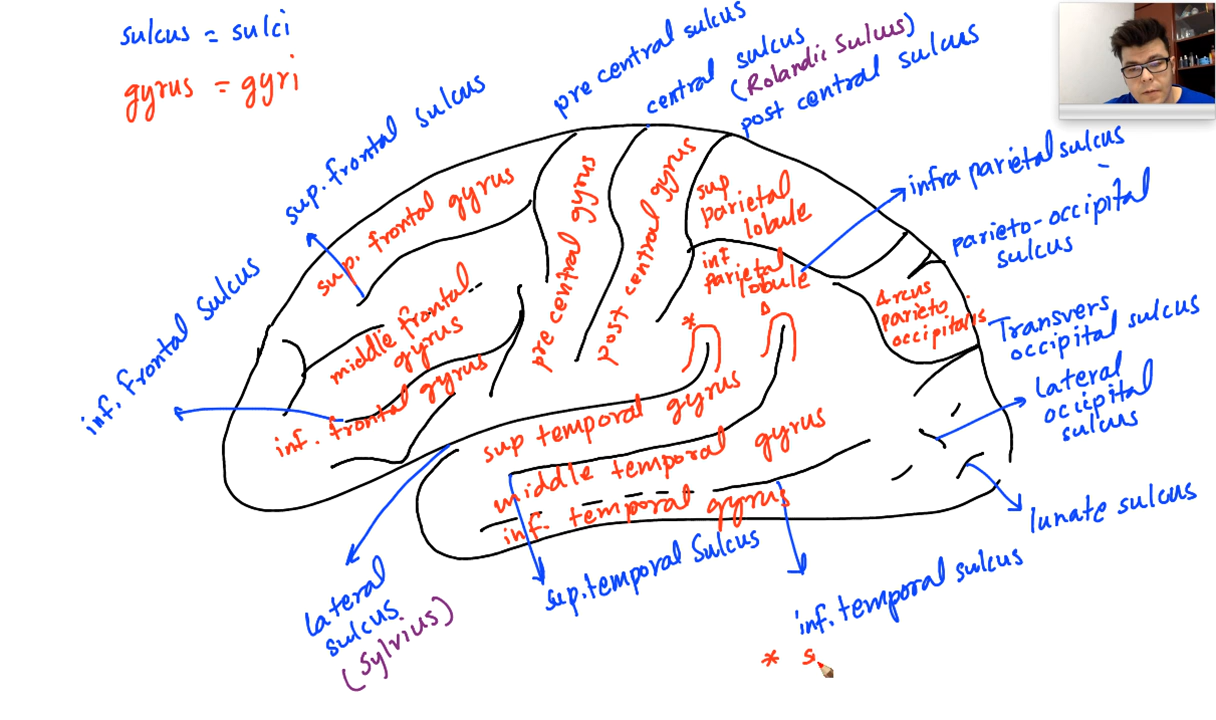 sulcus = sulci
gyrus = gyri
sup. frontal sulcus
pre central sulcus
central sulcus
(Rolandic Sulcus)
post central sulcus
inf. frontal sulcus
sup. frontal gyrus
middle frontal
gyrus
inf. frontal gyrus
pre central gyrus
post central gyrus
sup
parietal
lobule
inf
parietal
lobule
infra parietal sulcus
parieto-occipital
sulcus
Arcus
parieto
occipitalis
Transvers
occipital sulcus
Lateral
occipital
sulcus
lunate sulcus
*
Δ
sup temporal gyrus
middle temporal gyrus
inf. temporal gyrus
Lateral
sulcus
(Sylvius)
sup. temporal Sulcus
inf. temporal sulcus
* s